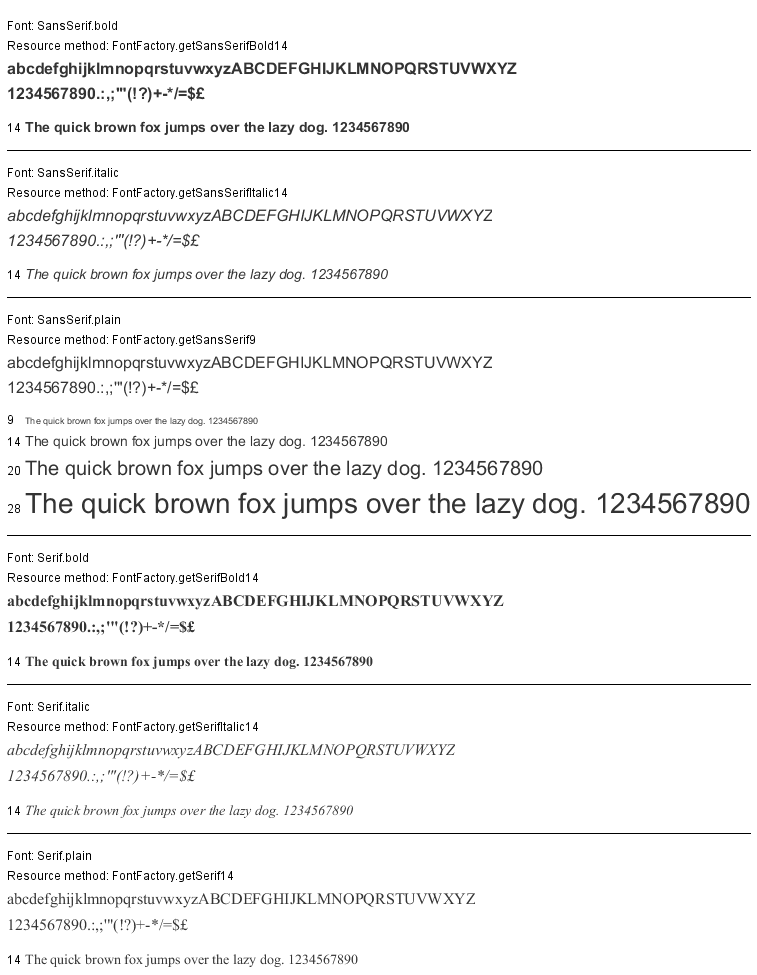 Font: SansSerif.bold
Resource method: FontFactory.getSansSerifBold14
abcdefghijklmnopqrstuvwxyzABCDEFGHIJKLMNOPQRSTUVWXYZ
1234567890.:,;'"(!?)+-*/=$£
14 The quick brown fox jumps over the lazy dog. 1234567890
Font: SansSerif.italic
Resource method: FontFactory.getSansSerifItalic14
abcdefghijklmnopqrstuvwxyzABCDEFGHIJKLMNOPQRSTUVWXYZ
1234567890.:,;'"(!?)+-*/=$£
14 The quick brown fox jumps over the lazy dog. 1234567890
Font: SansSerif.plain
Resource method: FontFactory.getSansSerif9
abcdefghijklmnopqrstuvwxyzABCDEFGHIJKLMNOPQRSTUVWXYZ
1234567890.:,;'"(!?)+-*/=$£
9 The quick brown fox jumps over the lazy dog. 1234567890
14 The quick brown fox jumps over the lazy dog. 1234567890
20 The quick brown fox jumps over the lazy dog. 1234567890
28 The quick brown fox jumps over the lazy dog. 1234567890
Font: Serif.bold
Resource method: FontFactory.getSerifBold14
abcdefghijklmnopqrstuvwxyzABCDEFGHIJKLMNOPQRSTUVWXYZ
1234567890.:,;'"(!?)+-*/=$£
14 The quick brown fox jumps over the lazy dog. 1234567890
Font: Serif.italic
Resource method: FontFactory.getSerifItalic14
abcdefghijklmnopqrstuvwxyzABCDEFGHIJKLMNOPQRSTUVWXYZ
1234567890.:,;'"(!?)+-*/=$£
14 The quick brown fox jumps over the lazy dog. 1234567890
Font: Serif.plain
Resource method: FontFactory.getSerif14
abcdefghijklmnopqrstuvwxyzABCDEFGHIJKLMNOPQRSTUVWXYZ
1234567890.:,;'"(!?)+-*/=$£
14 The quick brown fox jumps over the lazy dog. 1234567890